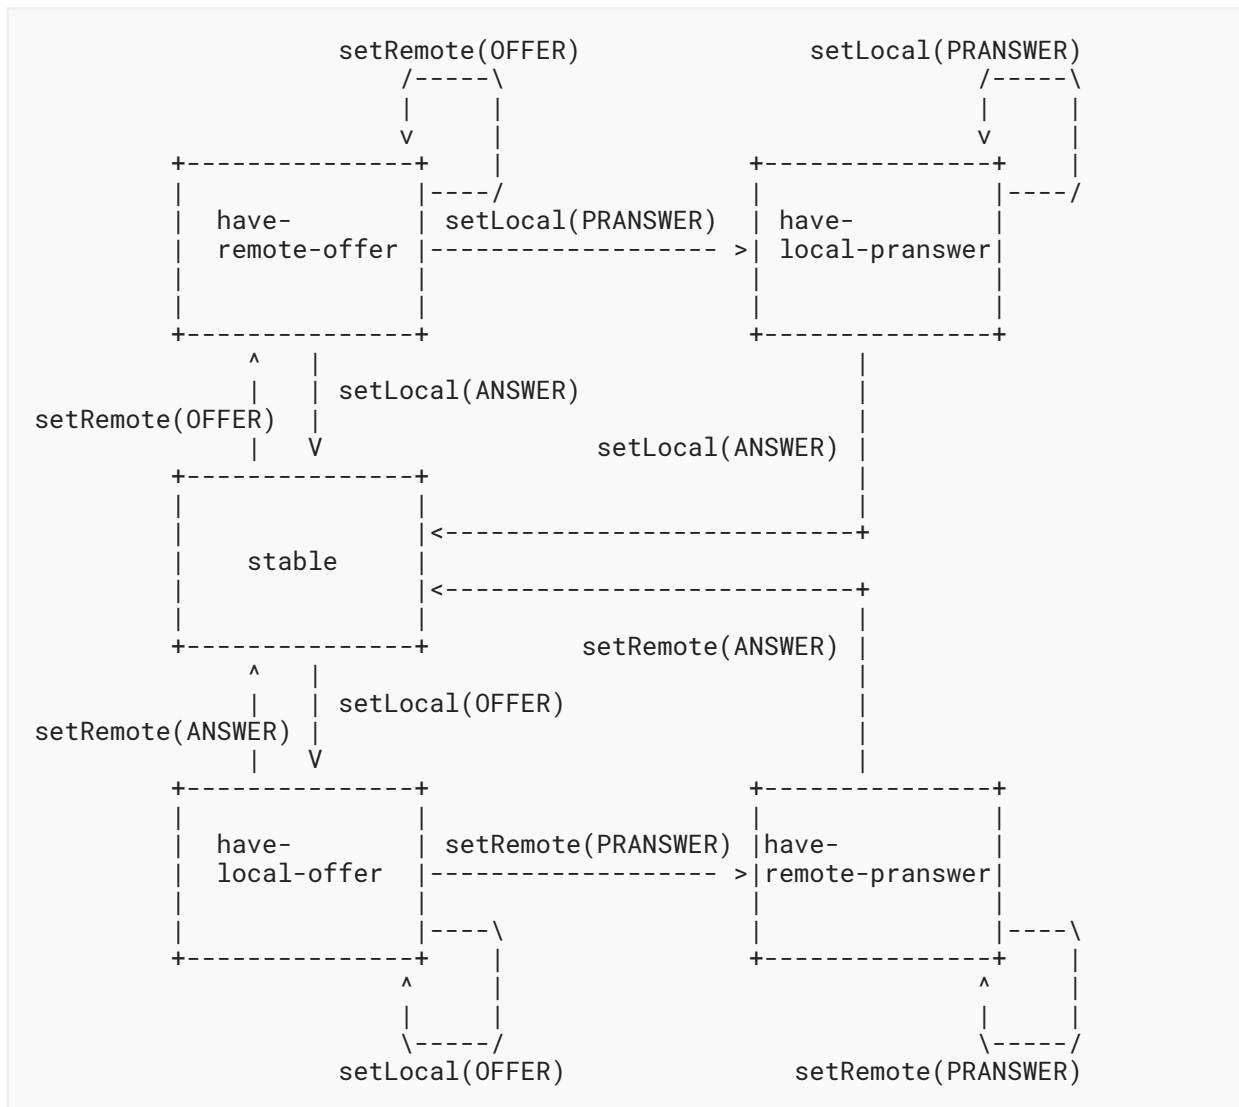 setRemote(OFFER) setLocal(PRANSWER)
have- setLocal(PRANSWER) have-
remote-offer local-pranswer
setLocal(ANSWER)
setRemote(OFFER)
setLocal(ANSWER)
stable
setRemote(ANSWER)
setLocal(OFFER)
setRemote(ANSWER)
have- setRemote(PRANSWER) have-
local-offer remote-pranswer
setLocal(OFFER) setRemote(PRANSWER)